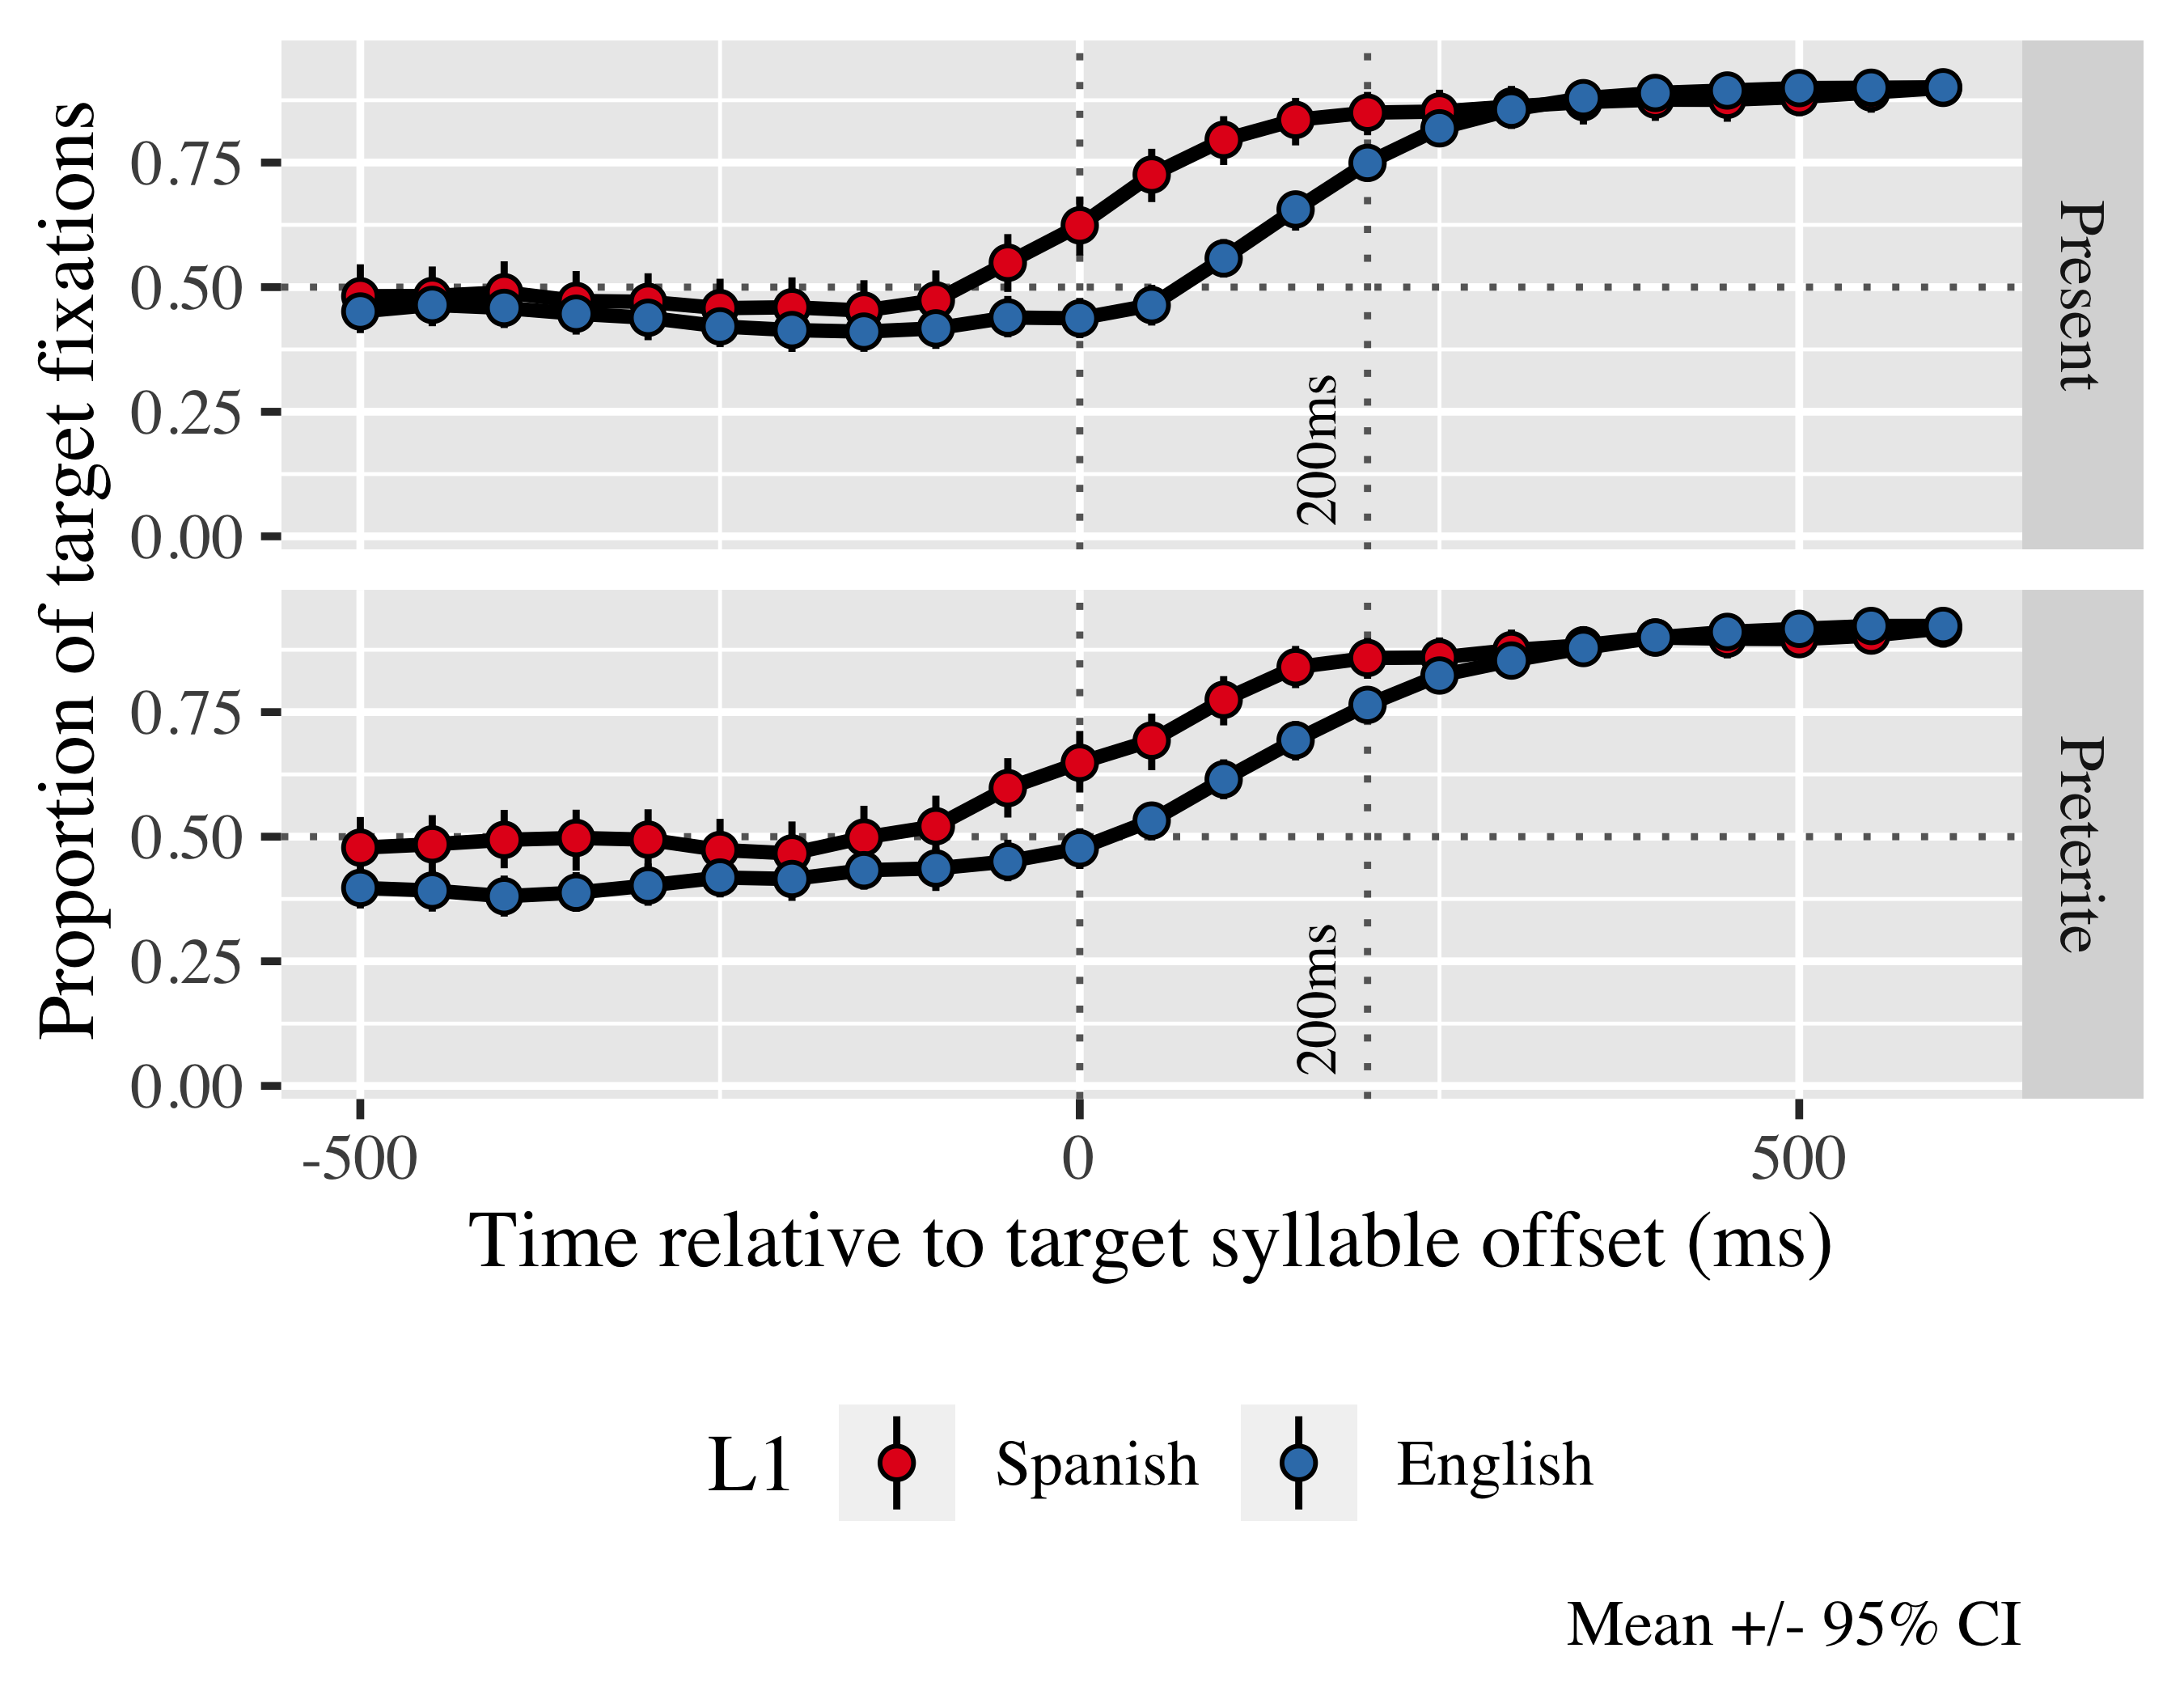 Proportion of target fixations
0.75
0.50
0.25
0.00
200ms
Present
0.75
0.50
0.25
0.00
200ms
Preterite
-500
0
500
Time relative to target syllable offset (ms)
L1 Spanish English
Mean +/- 95% CI